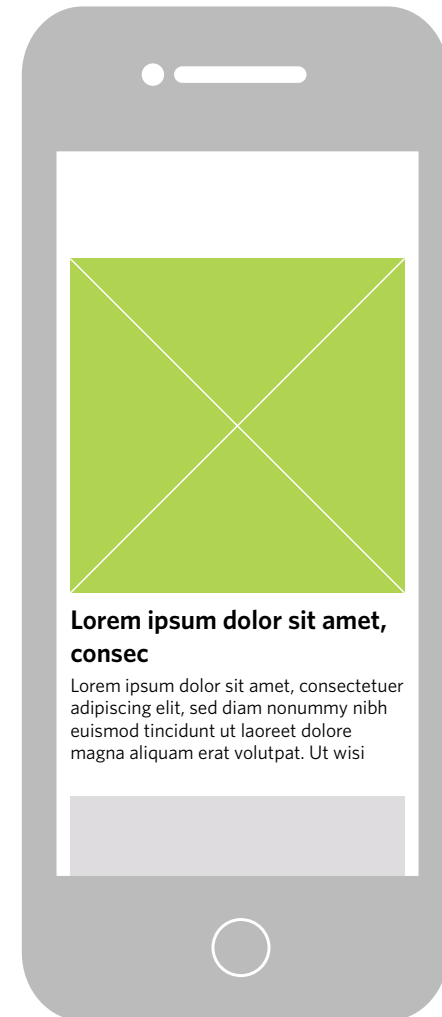 Lorem ipsum dolor sit amet,
consec
Lorem ipsum dolor sit amet, consectetuer
adipiscing elit, sed diam nonummy nibh
euismod tincidunt ut laoreet dolore
magna aliquam erat volutpat. Ut wisi